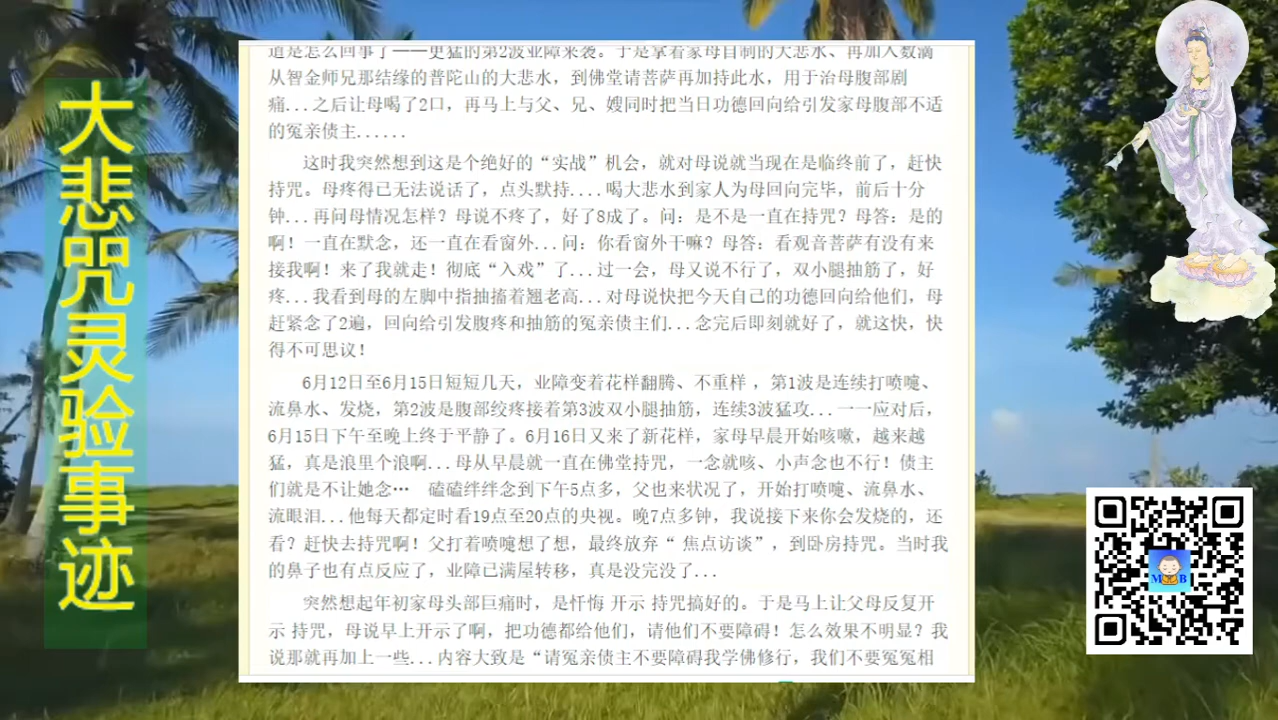 大悲咒灵验事迹
道是怎么回事了——更猛的第2波业障来袭。于是拿着家母自制的大悲水、再加入数滴
从智金师兄那结缘的普陀山的大悲水，到佛堂请菩萨再加持此水，用于治母腹部剧
痛...之后让母喝了2口，再马上与父、兄、嫂同时把当日功德回向给引发家母腹部不适
的冤亲债主......
这时我突然想到这是个绝好的“实战”机会，就对母说就当现在是临终前了，赶快
持咒。母疼得已无法说话了，点头默持....喝大悲水到家人为母回向完毕，前后十分
钟...再问母情况怎样？母说不疼了，好了8成了。问：是不是一直在持咒？母答：是的
啊！一直在默念，还一直在看窗外...问：你看窗外干嘛？母答：看观音菩萨有没有来
接我啊！来了我就走！彻底“入戏”了...过一会，母又说不行了，双小腿抽筋了，好
疼...我看到母的左脚中指抽搐着翘老高...对母说快把今天自己的功德回向给他们，母
赶紧念了2遍，回向给引发腹疼和抽筋的冤亲债主们...念完后即刻就好了，就这快，快
得不可思议！
6月12日至6月15日短短几天，业障变着花样翻腾、不重样 ，第1波是连续打喷嚏、
流鼻水、发烧，第2波是腹部绞疼接着第3波双小腿抽筋，连续3波猛攻...一一应对后，
6月15日下午至晚上终于平静了。6月16日又来了新花样，家母早晨开始咳嗽，越来越
猛，真是浪里个浪啊...母从早晨就一直在佛堂持咒，一念就咳、小声念也不行！债主
们就是不让她念… 磕磕绊绊念到下午5点多，父也来状况了，开始打喷嚏、流鼻水、
流眼泪...他每天都定时看19点至20点的央视。晚7点多钟，我说接下来你会发烧的，还
看？赶快去持咒啊！父打着喷嚏想了想，最终放弃“ 焦点访谈”，到卧房持咒。当时我
的鼻子也有点反应了，业障已满屋转移，真是没完没了...
突然想起年初家母头部巨痛时，是忏悔 开示 持咒搞好的。于是马上让父母反复开
示 持咒，母说早上开示了啊，把功德都给他们，请他们不要障碍！怎么效果不明显？我
说那就再加上一些...内容大致是“请冤亲债主不要障碍我学佛修行，我们不要冤冤相
M B